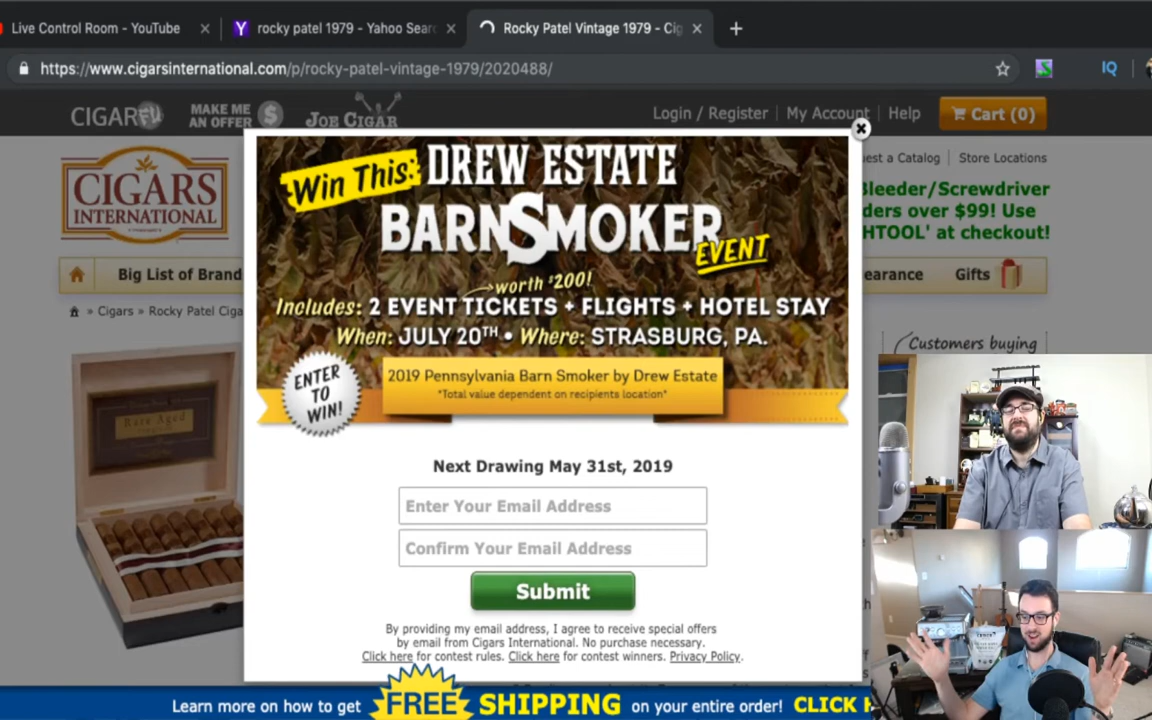 Live Control Room - YouTube
rocky patel 1979 - Yahoo Sear
Rocky Patel Vintage 1979 - Cig
https://www.cigarsinternational.com/p/rocky-patel-vintage-1979/2020488/
IQ
CIGAR
MAKE ME
AN OFFER
$
JOE CIGAR
Login / Register
My Account
Help
Cart (0)
CIGARS
INTERNATIONAL
est a Catalog
Store Locations
Bleeder/Screwdriver
ders over $99! Use
HTOOL' at checkout!
Big List of Brand
earance
Gifts
» Cigars » Rocky Patel Ciga
Customers buying
Rare Aged
Win This:
DREW ESTATE
BARNSMOKER
EVENT
worth $200!
Includes: 2 EVENT TICKETS + FLIGHTS + HOTEL STAY
When: JULY 20TH • Where: STRASBURG, PA.
ENTER
TO
WIN!
2019 Pennsylvania Barn Smoker by Drew Estate
*Total value dependent on recipients location*
Next Drawing May 31st, 2019
Enter Your Email Address
Confirm Your Email Address
Submit
By providing my email address, I agree to receive special offers
by email from Cigars International. No purchase necessary.
Click here for contest rules. Click here for contest winners. Privacy Policy.
Learn more on how to get FREE SHIPPING on your entire order! CLICK H